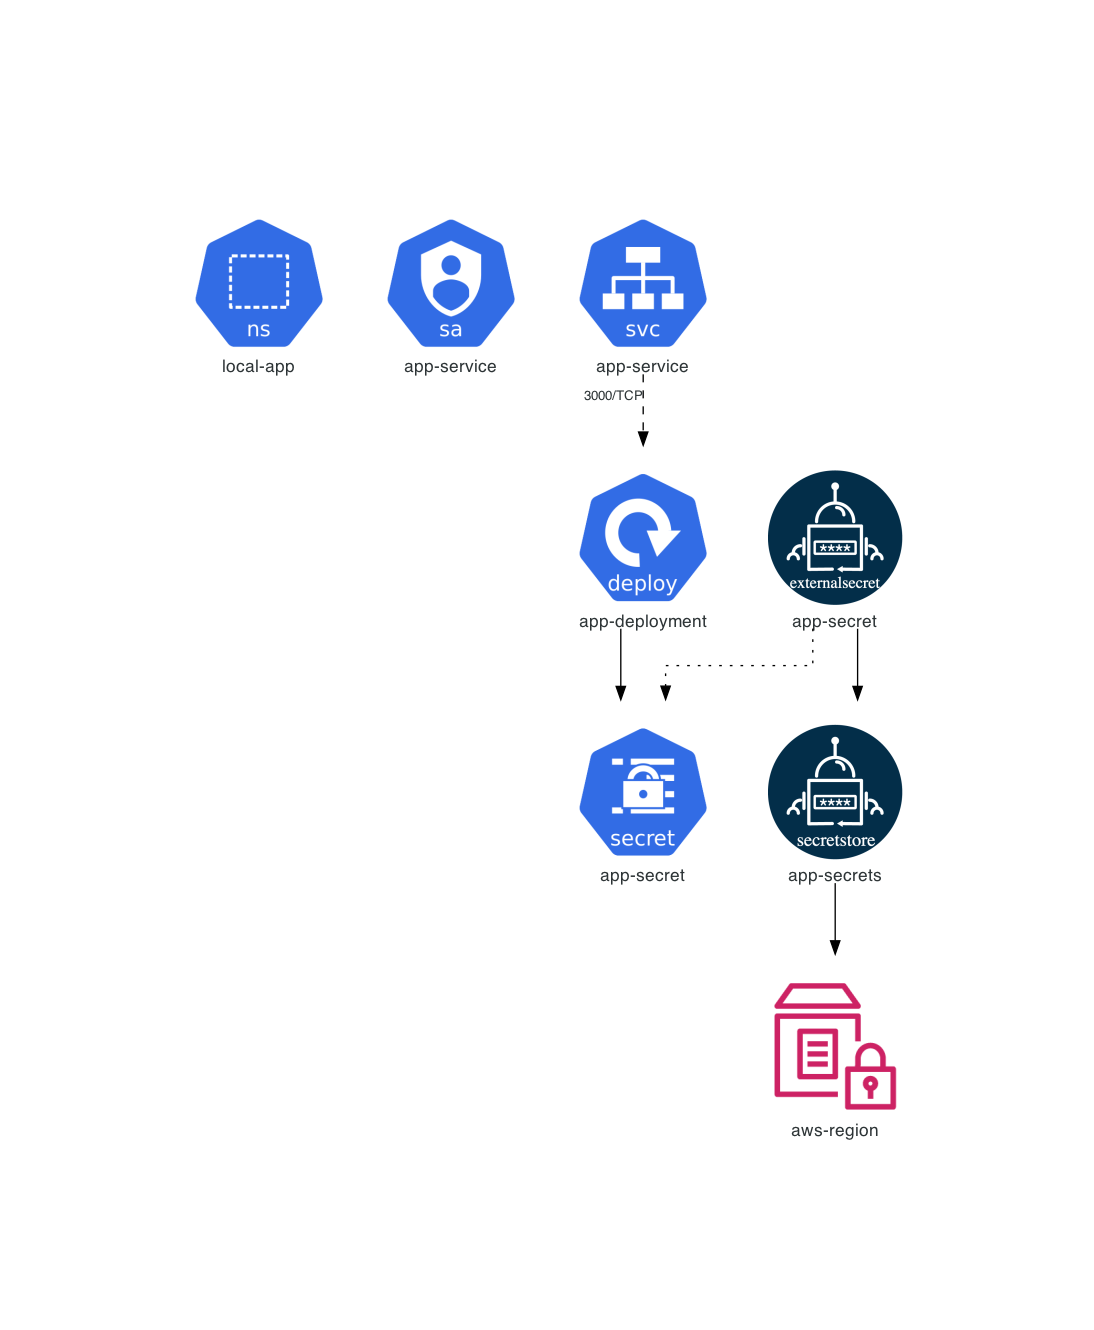 ns
local-app
sa
app-service
svc
app-service
3000/TCP
deploy
app-deployment
****
externalsecret
app-secret
secret
app-secret
****
secretstore
app-secrets
aws-region